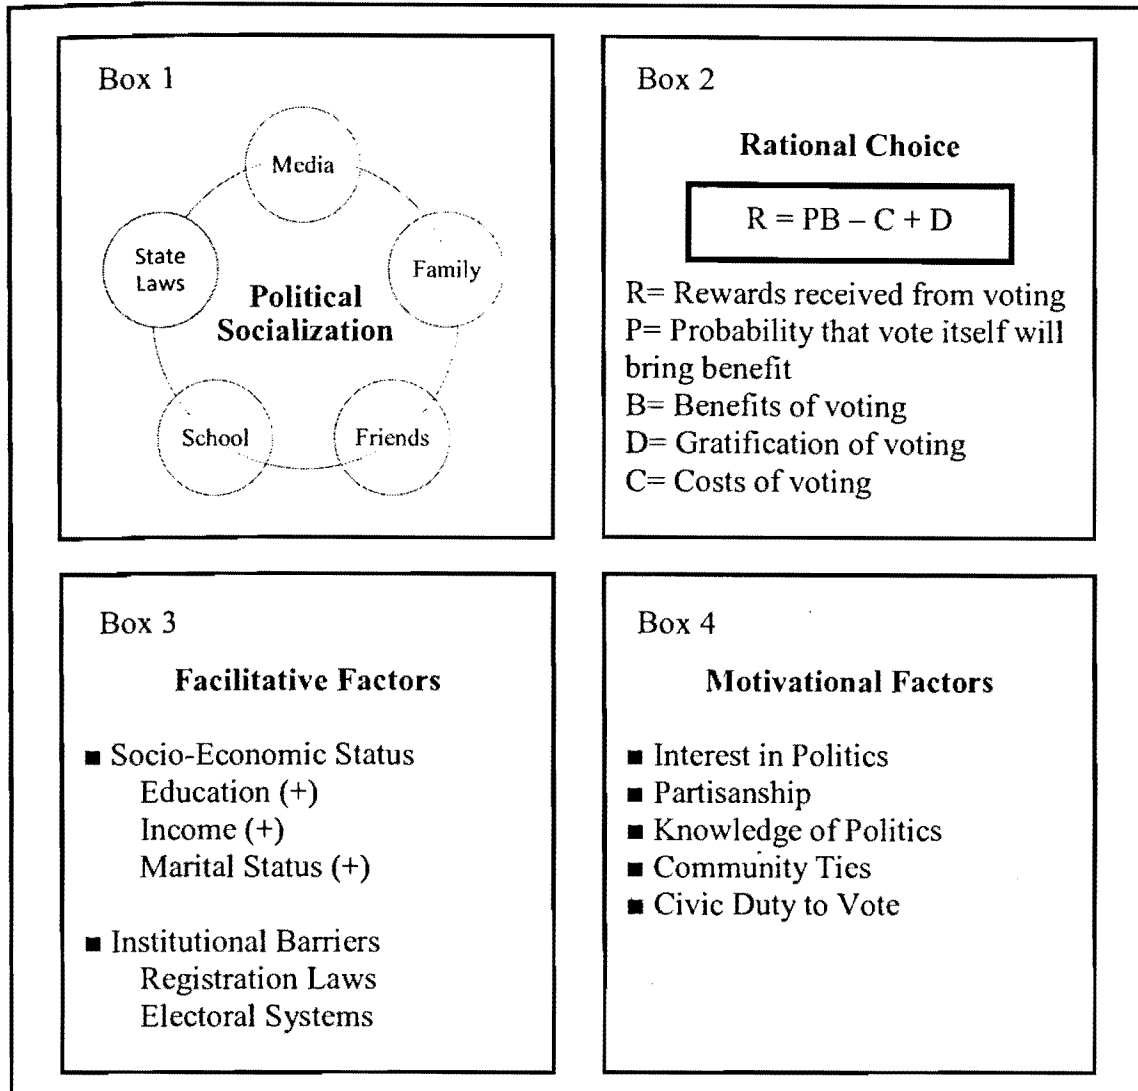 Box 1
Media
State
Laws
Family
Political
Socialization
School
Friends
Box 2
Rational Choice
R = PB – C + D
R= Rewards received from voting
P= Probability that vote itself will
bring benefit
B= Benefits of voting
D= Gratification of voting
C= Costs of voting
Box 3
Facilitative Factors
■ Socio-Economic Status
Education (+)
Income (+)
Marital Status (+)
■ Institutional Barriers
Registration Laws
Electoral Systems
Box 4
Motivational Factors
■ Interest in Politics
■ Partisanship
■ Knowledge of Politics
■ Community Ties
■ Civic Duty to Vote